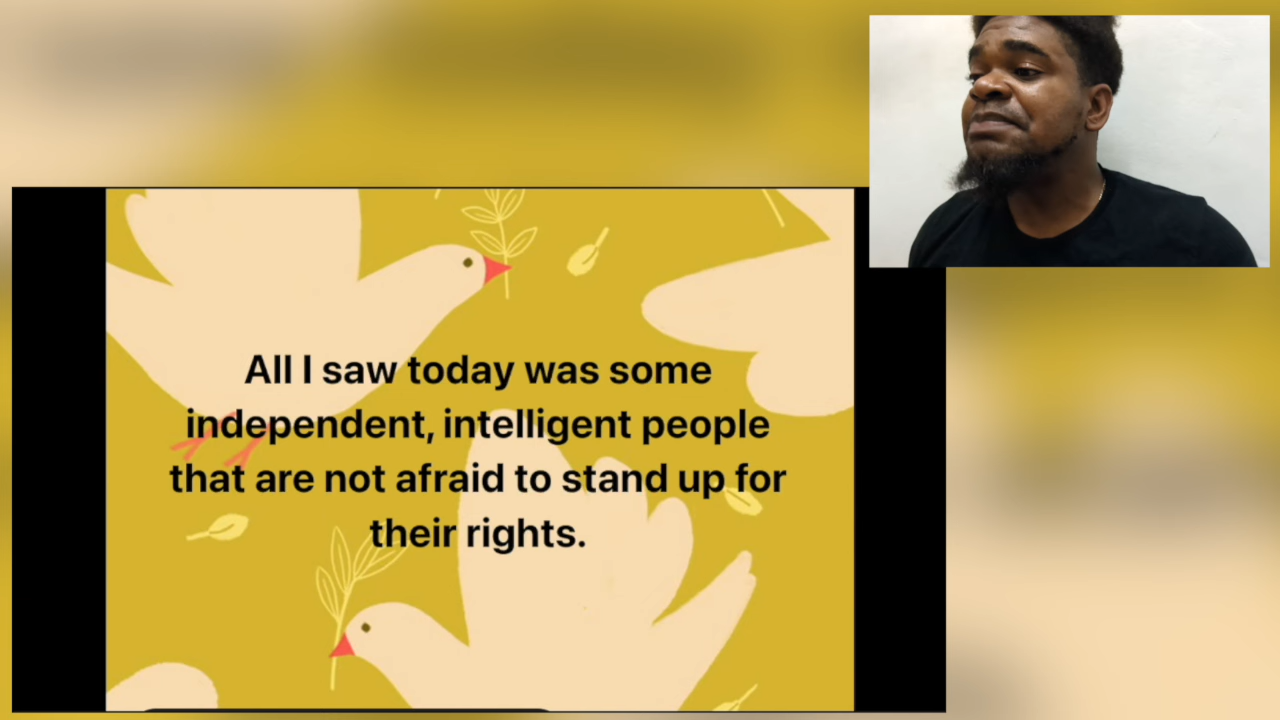 All I saw today was some
independent, intelligent people
that are not afraid to stand up for
their rights.